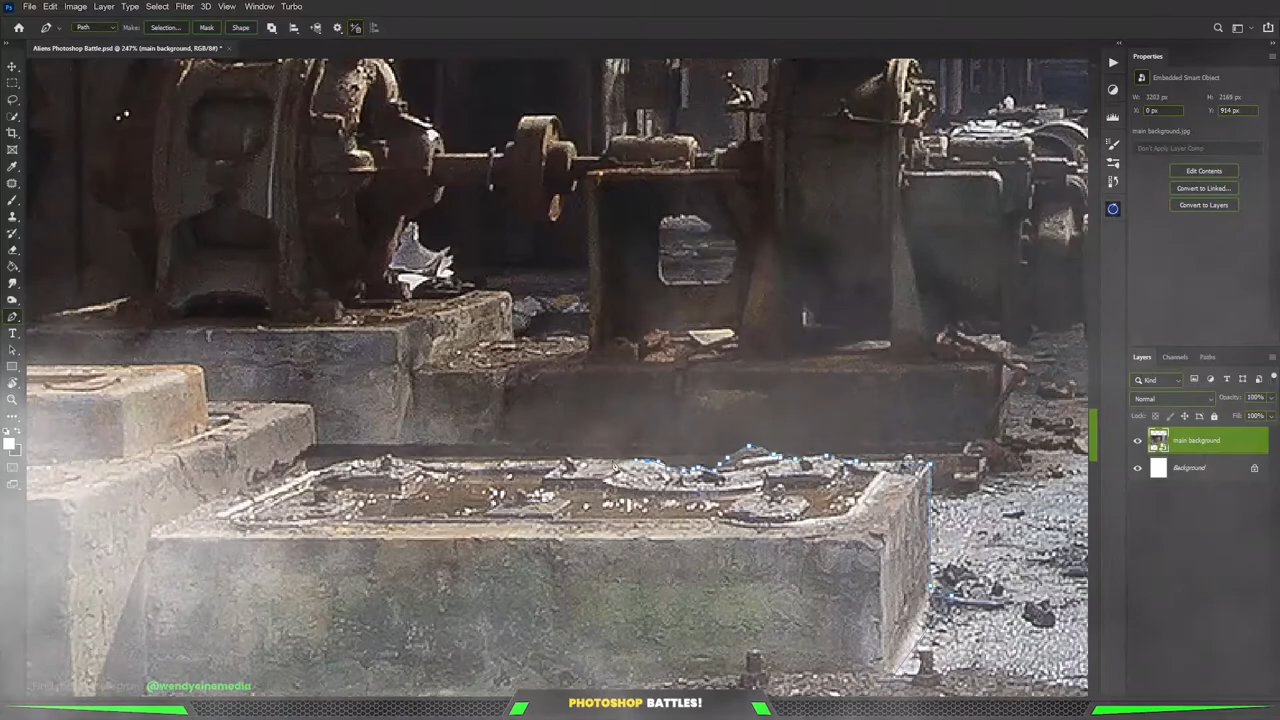 File Edit Image Layer Type Select Filter 3D View Window Turbo
Path Make: Selection... Mask Shape
Aliens Photoshop Battle.psd @ 247% (main background, RGB/8#) *
Properties
Embedded Smart Object
W: 3203 px H: 2169 px
X: 0 px Y: 914 px
main background.jpg
Don't Apply Layer Comp
Edit Contents
Convert to Linked...
Convert to Layers
Layers Channels Paths
Kind
Normal Opacity: 100%
Lock: Fill: 100%
main background
Background
@wendycinemedia
PHOTOSHOP BATTLES!